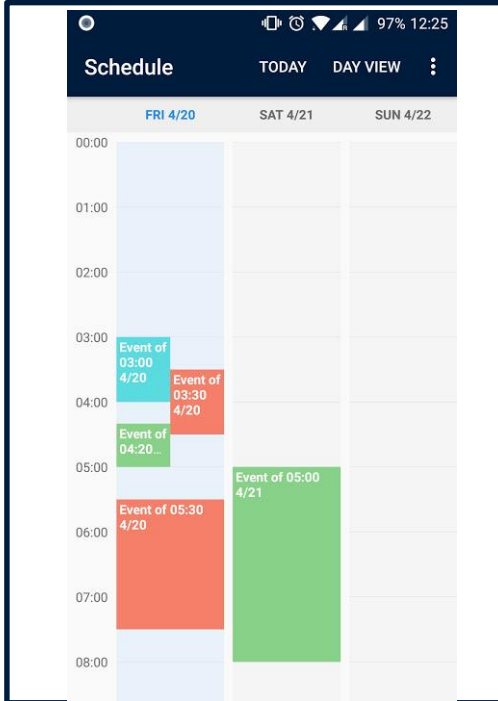 97% 12:25
Schedule TODAY DAY VIEW
FRI 4/20 SAT 4/21 SUN 4/22
00:00
01:00
02:00
03:00
Event of
03:00
4/20
Event of
03:30
4/20
04:00
Event of
04:20...
05:00
Event of 05:00
4/21
Event of 05:30
4/20
06:00
07:00
08:00